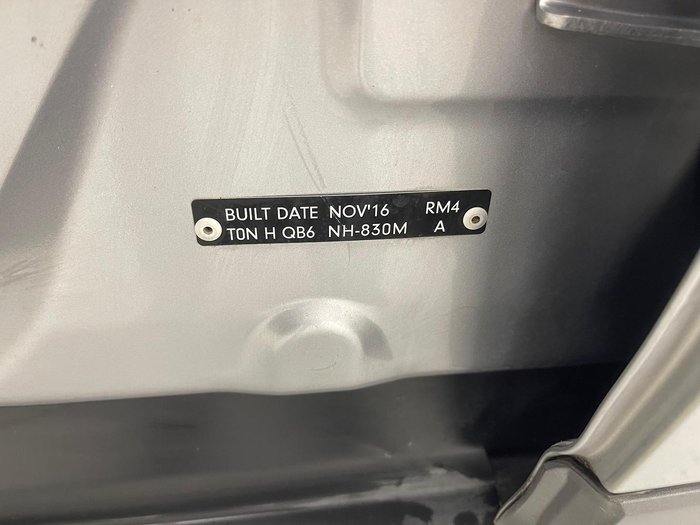 BUILT DATE NOV'16 RM4
T0N H QB6 NH-830M A